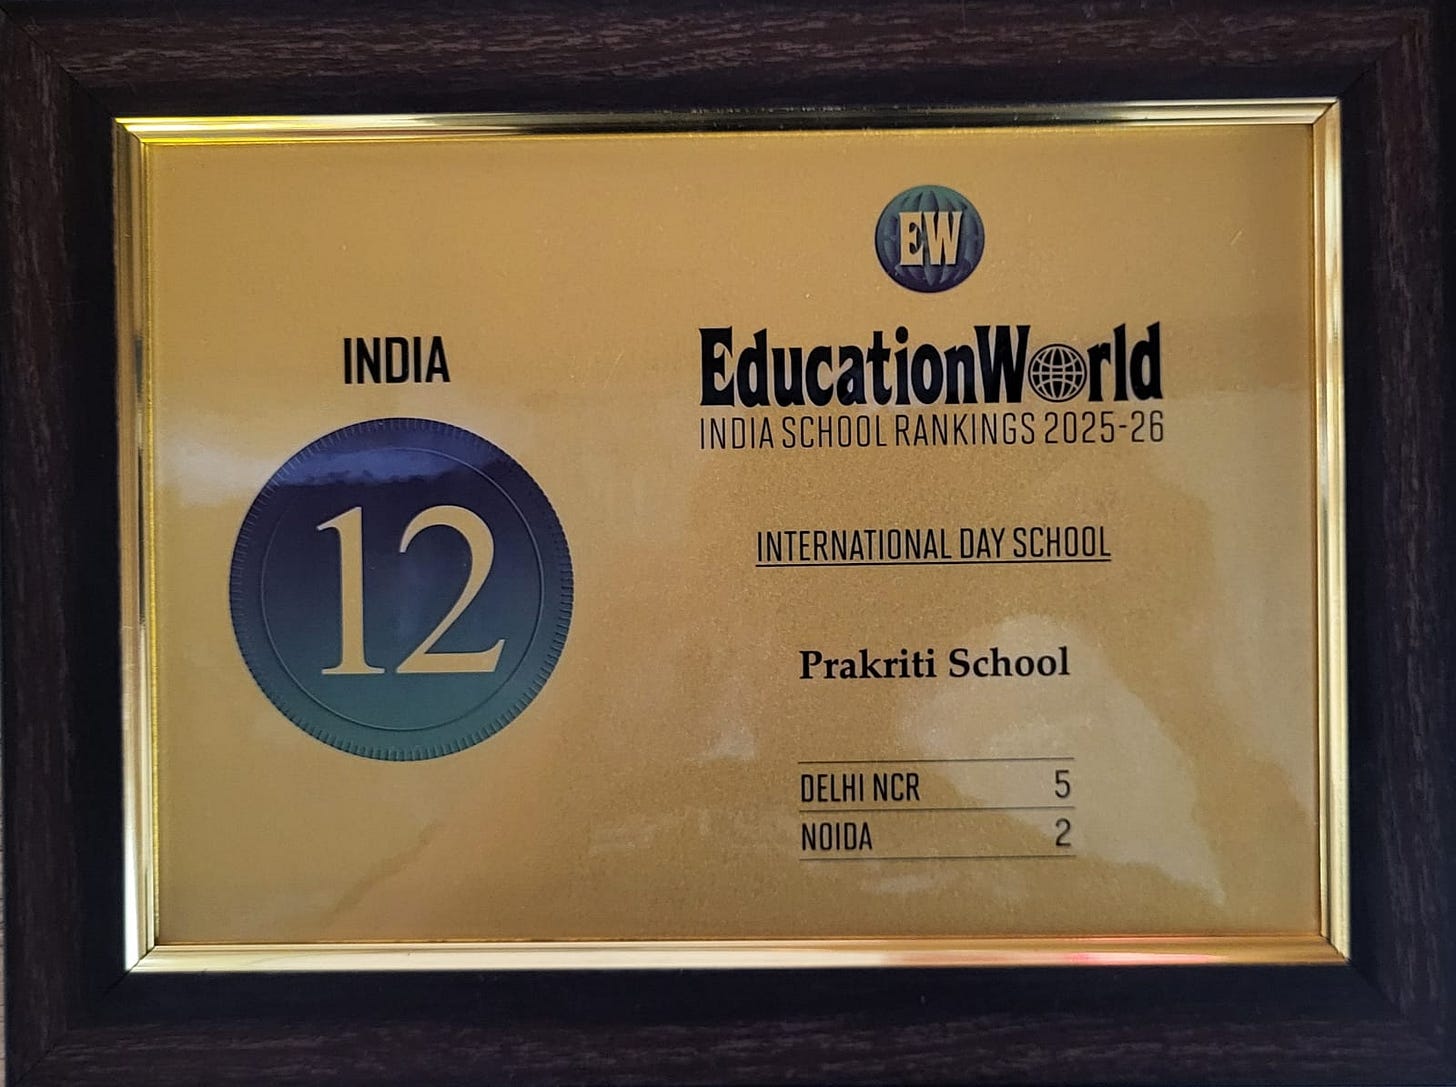 INDIA
12
EW
EducationWorld
INDIA SCHOOL RANKINGS 2025-26
INTERNATIONAL DAY SCHOOL
Prakriti School
DELHI NCR 5
NOIDA 2